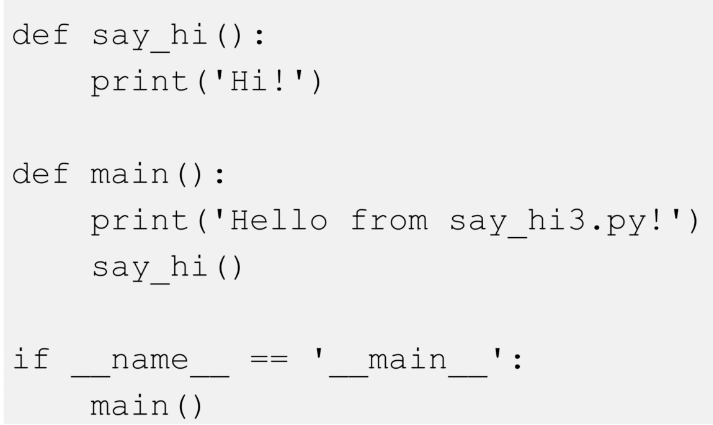 def say_hi():
    print('Hi!')

def main():
    print('Hello from say_hi3.py!')
    say_hi()

if __name__ == '__main__':
    main()